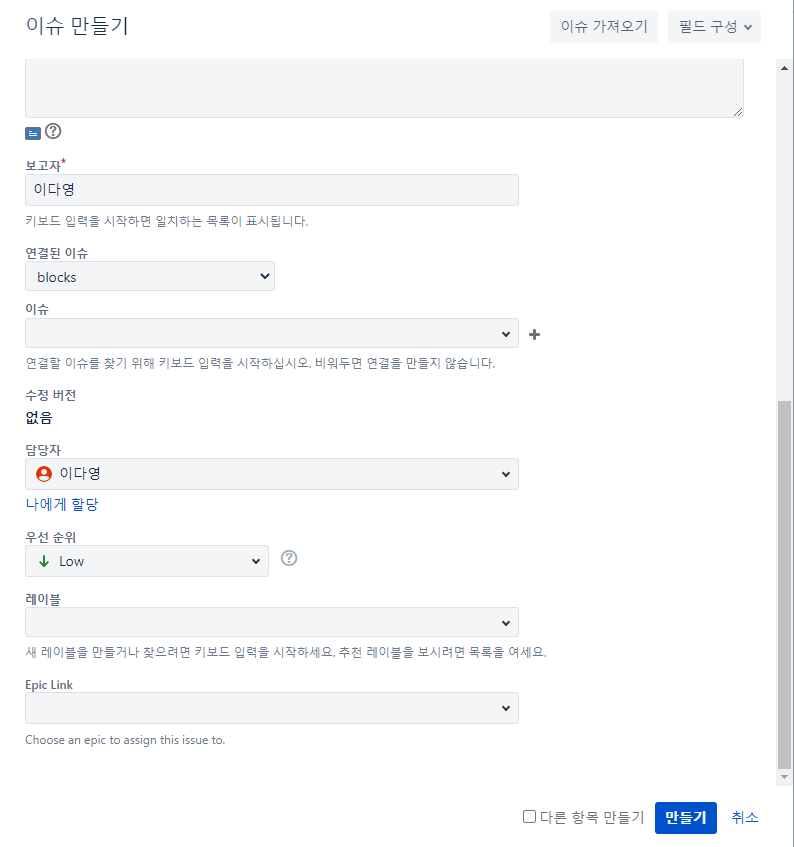 이슈 만들기
이슈 가져오기
필드 구성
보고자*
이다영
키보드 입력을 시작하면 일치하는 목록이 표시됩니다.
연결된 이슈
blocks
이슈
연결할 이슈를 찾기 위해 키보드 입력을 시작하십시오. 비워두면 연결을 만들지 않습니다.
수정 버전
없음
담당자
이다영
나에게 할당
우선 순위
Low
레이블
새 레이블을 만들거나 찾으려면 키보드 입력을 시작하세요. 추천 레이블을 보시려면 목록을 여세요.
Epic Link
Choose an epic to assign this issue to.
다른 항목 만들기
만들기
취소